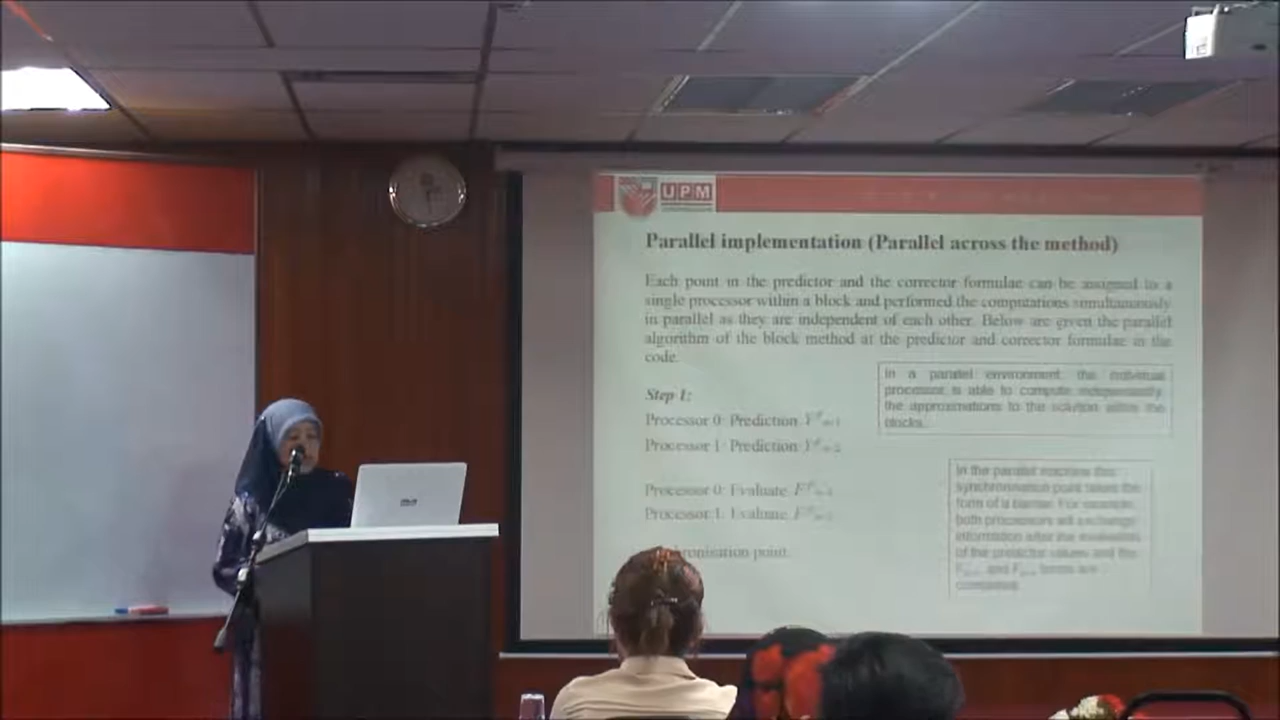 UPM
Parallel implementation (Parallel across the method)
Each point in the predictor and the corrector formulae can be assigned to a
single processor within a block and performed the computations simultaneously
in parallel as they are independent of each other. Below are given the parallel
algorithm of the block method at the predictor and corrector formulae in the
code.
In a parallel environment, the individual
processor is able to compute independently
the approximations to the solution within the
blocks.
Step 1:
Processor 0: Prediction
Processor 1: Prediction
Processor 0: Evaluate
Processor 1: Evaluate
chronisation point.
In the parallel machine this
synchronisation point takes the
form of a barrier. For example,
both processors will exchange
information after the evaluation
of the predictor values and the
and terms are